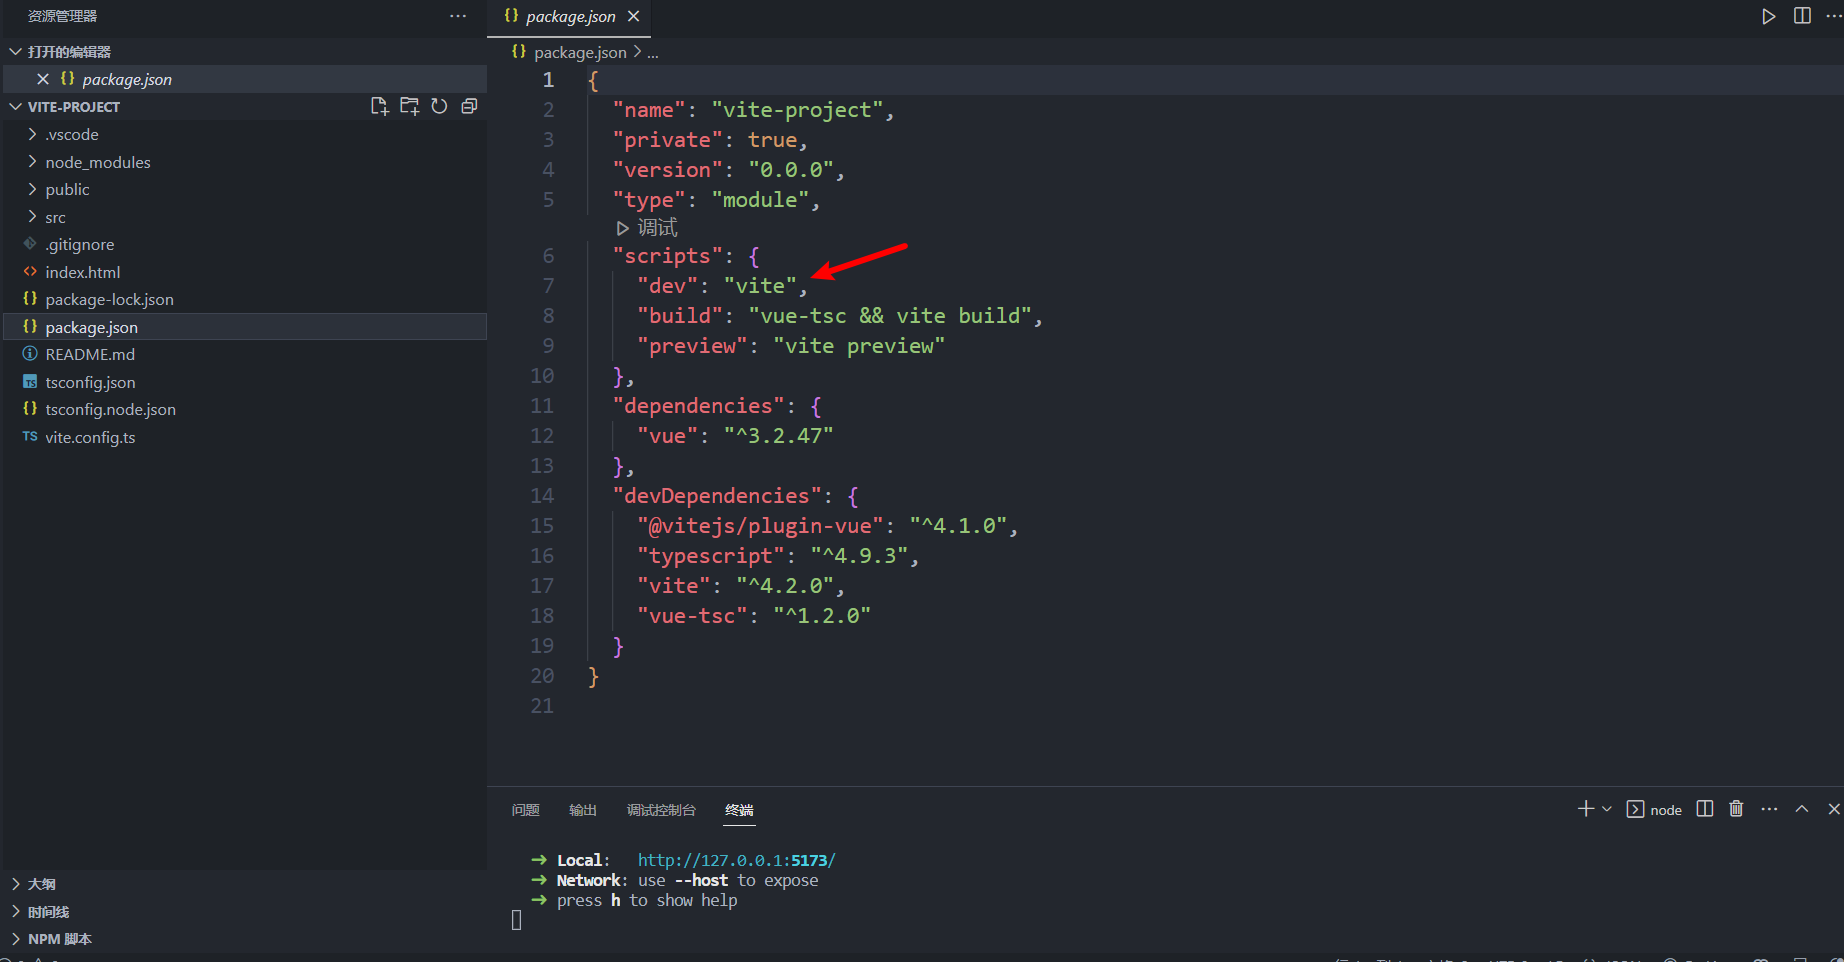 资源管理器
打开的编辑器
package.json
VITE-PROJECT
.vscode
node_modules
public
src
.gitignore
index.html
package-lock.json
package.json
README.md
tsconfig.json
tsconfig.node.json
vite.config.ts
大纲
时间线
NPM 脚本
package.json
package.json > ...
1 {
2 "name": "vite-project",
3 "private": true,
4 "version": "0.0.0",
5 "type": "module",
调试
6 "scripts": {
7 "dev": "vite",
8 "build": "vue-tsc && vite build",
9 "preview": "vite preview"
10 },
11 "dependencies": {
12 "vue": "^3.2.47"
13 },
14 "devDependencies": {
15 "@vitejs/plugin-vue": "^4.1.0",
16 "typescript": "^4.9.3",
17 "vite": "^4.2.0",
18 "vue-tsc": "^1.2.0"
19 }
20 }
21
问题 输出 调试控制台 终端 node
➜ Local: http://127.0.0.1:5173/
➜ Network: use --host to expose
➜ press h to show help